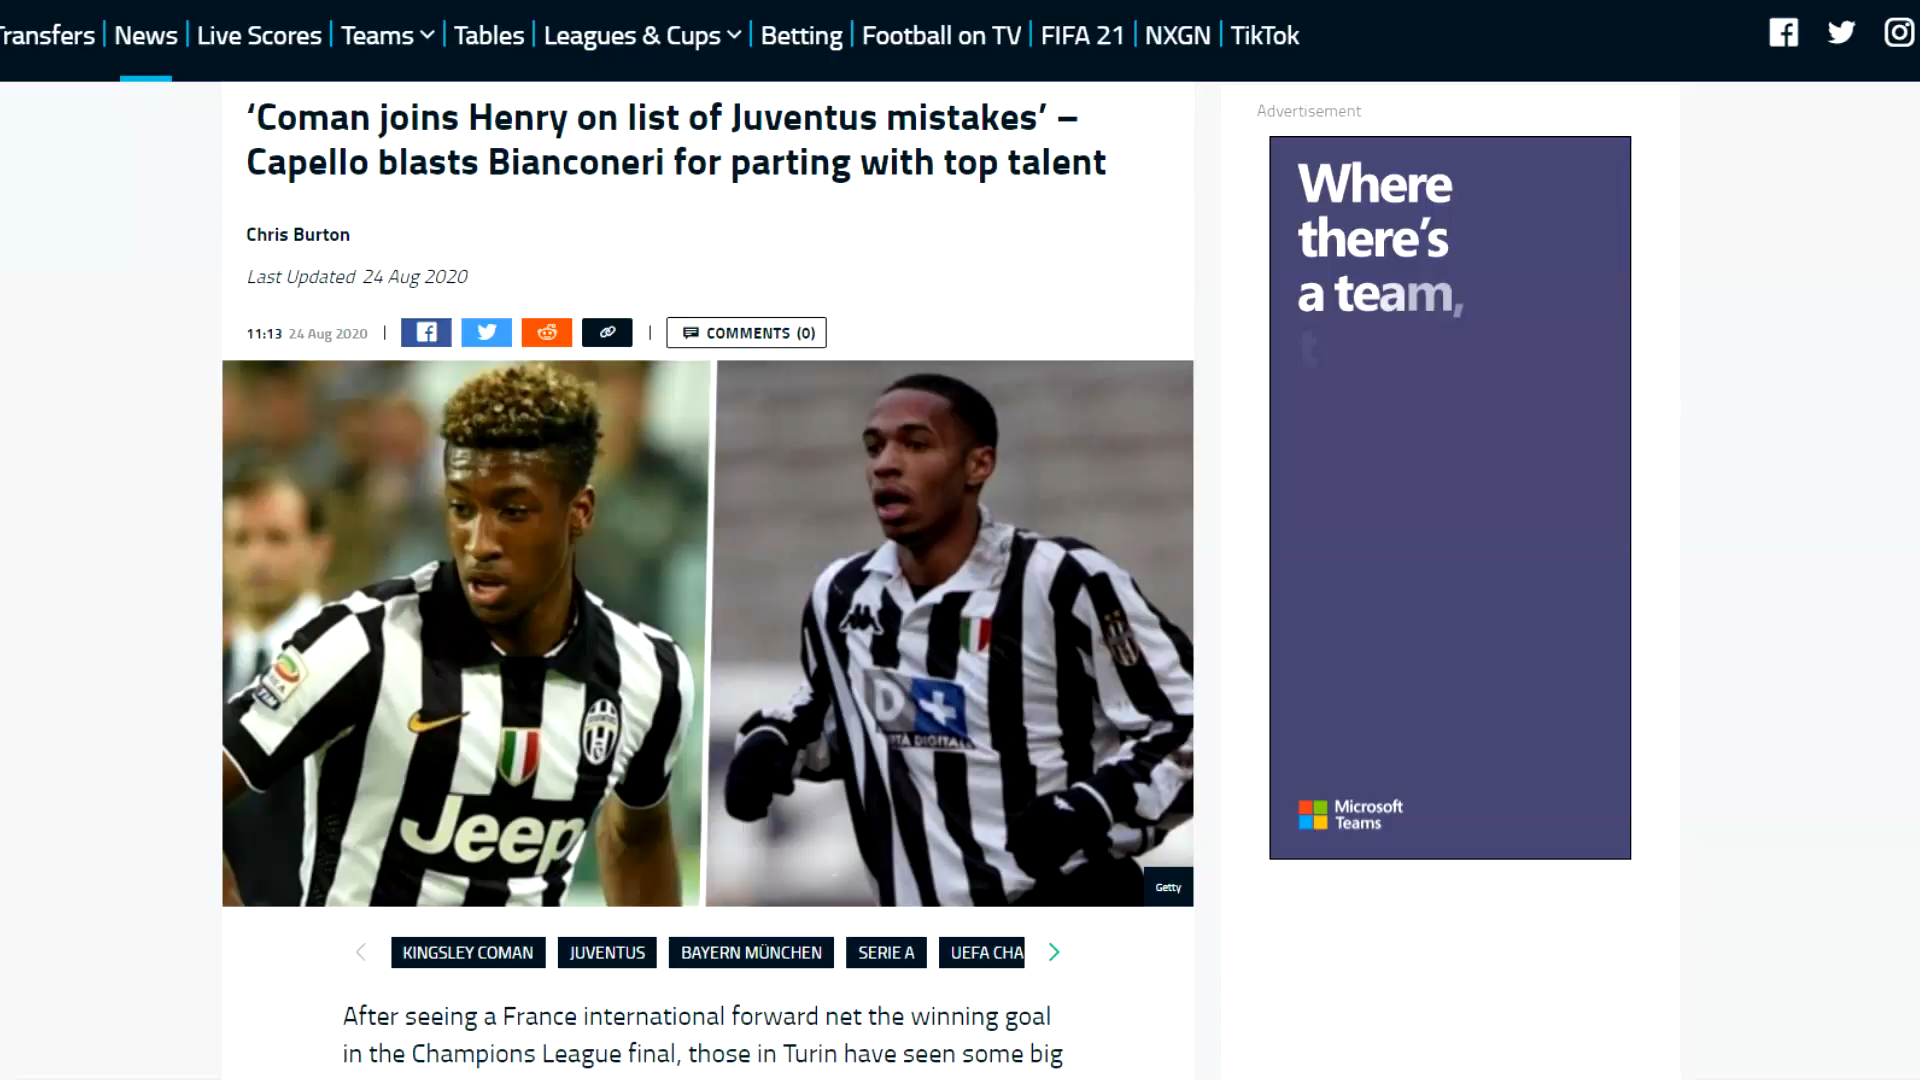 Transfers News Live Scores Teams Tables Leagues & Cups Betting Football on TV FIFA 21 NXGN TikTok
‘Coman joins Henry on list of Juventus mistakes’ –
Capello blasts Bianconeri for parting with top talent
Chris Burton
Last Updated 24 Aug 2020
11:13 24 Aug 2020
COMMENTS (0)
Jeep
D+
TÀ DIGITALE
Getty
KINGSLEY COMAN JUVENTUS BAYERN MÜNCHEN SERIE A UEFA CHA
After seeing a France international forward net the winning goal
in the Champions League final, those in Turin have seen some big
Advertisement
Where
there’s
a team,
t
Microsoft
Teams